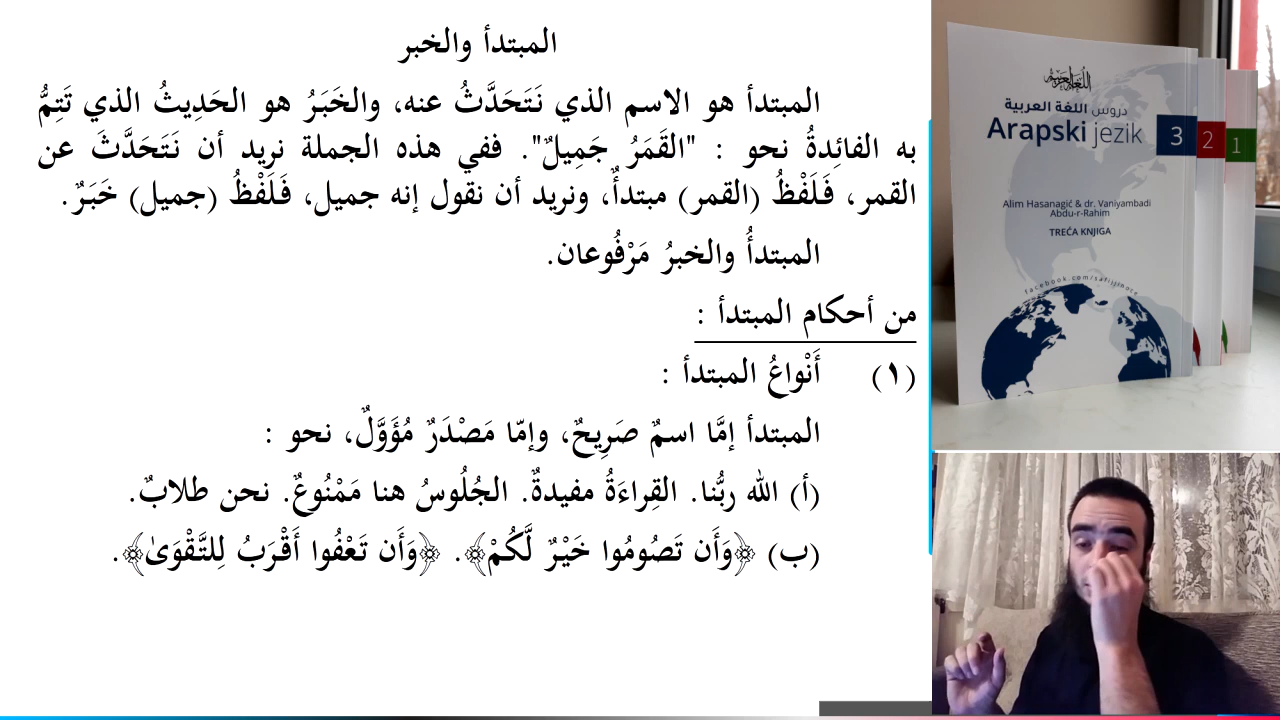 المبتدأ والخبر
المبتدأ هو الاسم الذي نَتَحَدَّثُ عنه، والخَبَرُ هو الحَدِيثُ الذي تَتِمُّ
به الفائِدةُ نحو : "القَمَرُ جَمِيلٌ". ففي هذه الجملة نريد أن نَتَحَدَّثَ عن
القمر، فَلَفْظُ (القمر) مبتدأٌ، ونريد أن نقول إنه جميل، فَلَفْظُ (جميل) خَبَرٌ.
المبتدأُ والخبرُ مَرْفُوعان.
من أحكام المبتدأ :
(١) أَنْواعُ المبتدأ :
المبتدأ إمَّا اسمٌ صَرِيحٌ، وإمّا مَصْدَرٌ مُؤَوَّلٌ، نحو :
(أ) الله ربُّنا. القِراءَةُ مفيدةٌ. الجُلُوسُ هنا مَمْنُوعٌ. نحن طلابٌ.
(ب) ﴿وَأَن تَصُومُوا خَيْرٌ لَّكُمْ﴾. ﴿وَأَن تَعْفُوا أَقْرَبُ لِلتَّقْوَىٰ﴾.
اللغة العربية
دروس اللغة العربية
Arapski jezik
3
2
1
Alim Hasanagić & dr. Vaniyambadi
Abdu-r-Rahim
TREĆA KNJIGA